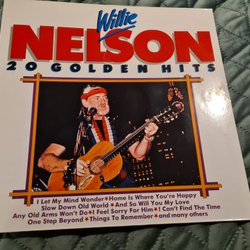 Willie
NELSON
20 GOLDEN HITS
I Let My Mind Wonder ★ Home Is Where You're Happy
Slow Down Old World ★ And So Will You My Love
Any Old Arms Won't Do ★ I Feel Sorry For Him ★ I Can't Find The Time
One Step Beyond ★ Things To Remember ★ and many others